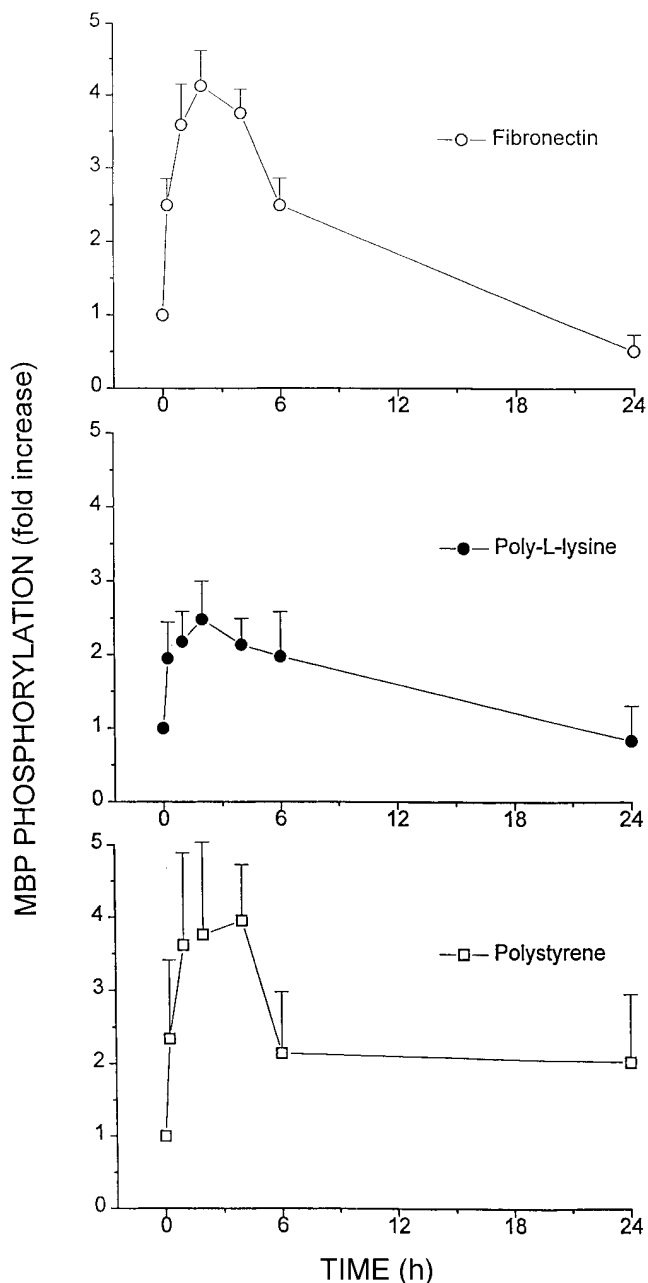 5
4
3
2
1
0
Fibronectin
0 6 12 18 24
5
4
3
2
1
0
Poly-L-lysine
0 6 12 18 24
5
4
3
2
1
0
Polystyrene
0 6 12 18 24
MBP PHOSPHORYLATION (fold increase)
TIME (h)